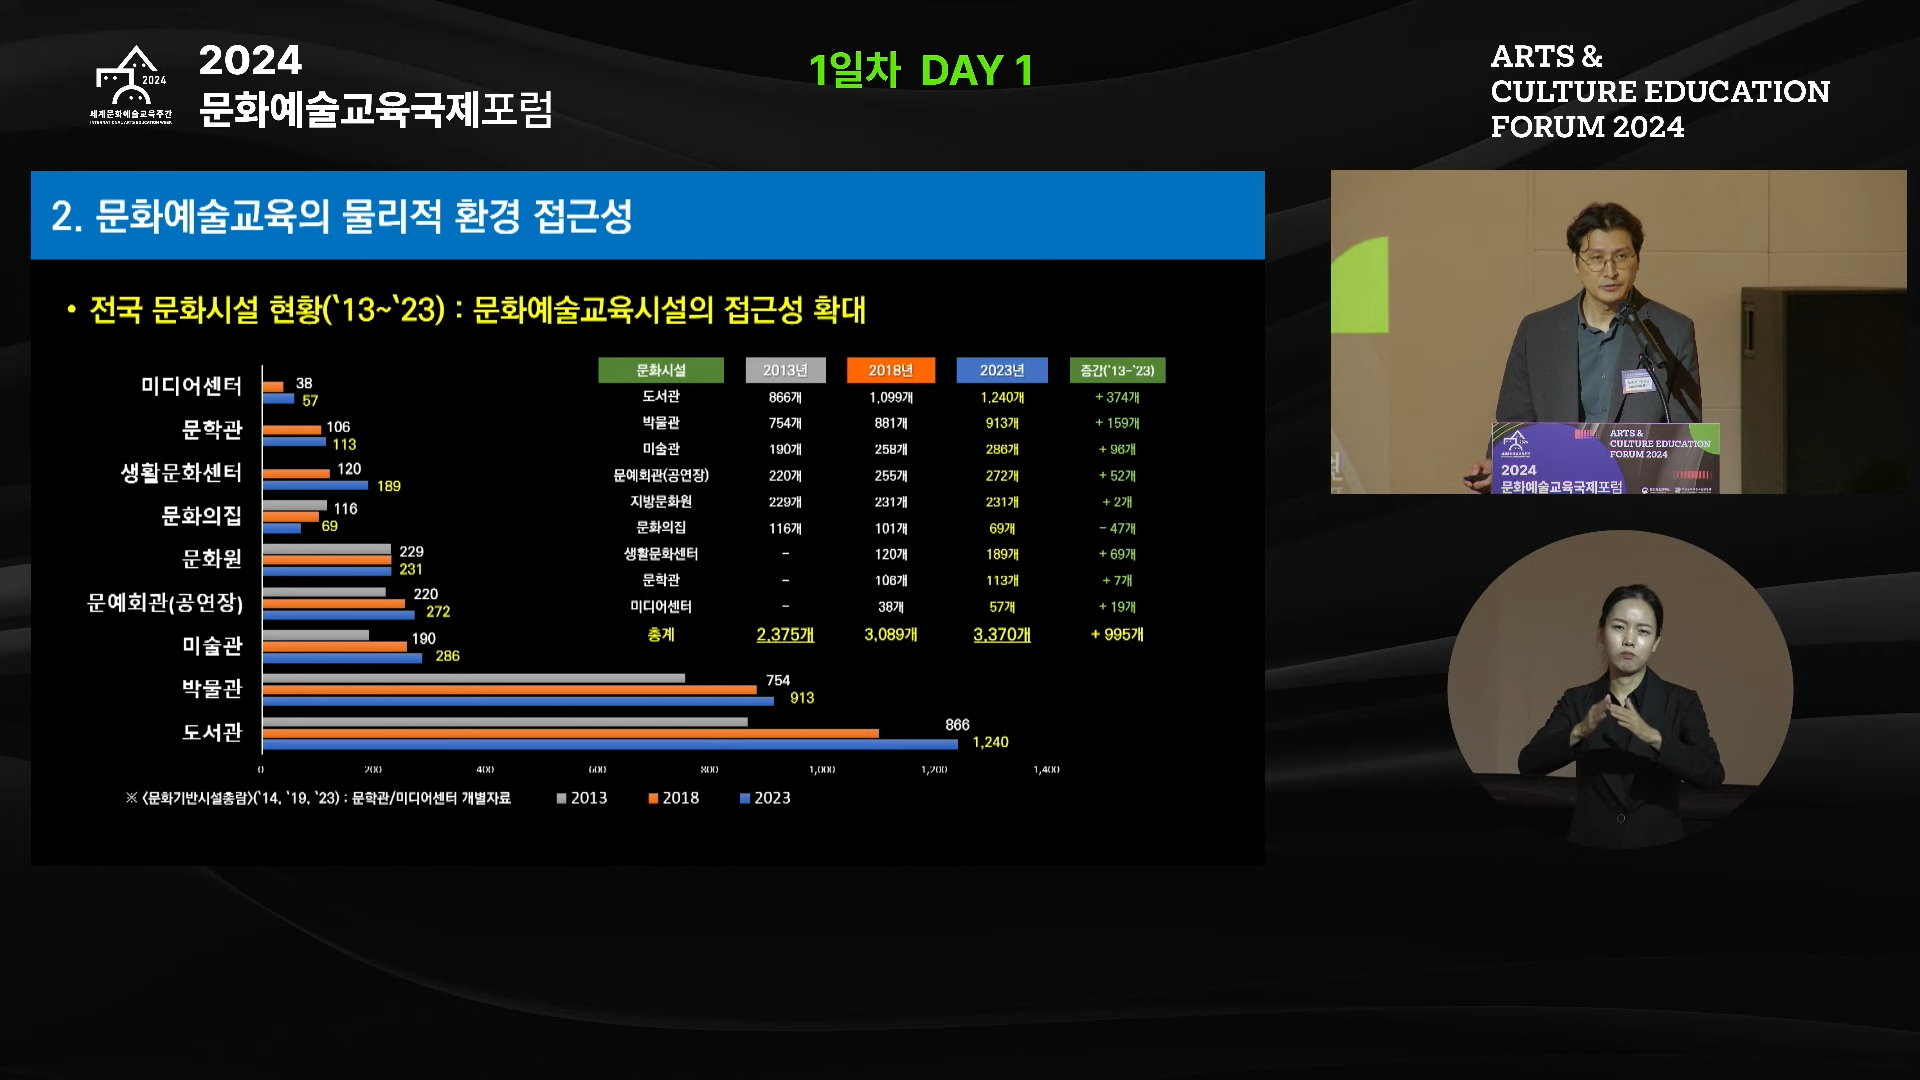 2024
세계문화예술교육주간
INTERNATIONAL ARTS EDUCATION WEEK
2024
문화예술교육국제포럼
1일차 DAY 1
ARTS &
CULTURE EDUCATION
FORUM 2024
2. 문화예술교육의 물리적 환경 접근성
• 전국 문화시설 현황(‘13~‘23) : 문화예술교육시설의 접근성 확대
미디어센터 38 57
문학관 106 113
생활문화센터 120 189
문화의집 116 69
문화원 229 231
문예회관(공연장) 220 272
미술관 190 286
박물관 754 913
도서관 866 1,240
0 200 400 600 800 1,000 1,200 1,400
※ 〈문화기반시설총람〉(‘14, ‘19, ‘23) : 문학관/미디어센터 개별자료
2013 2018 2023
문화시설 2013년 2018년 2023년 증감(‘13-‘23)
도서관 866개 1,099개 1,240개 + 374개
박물관 754개 881개 913개 + 159개
미술관 190개 258개 286개 + 96개
문예회관(공연장) 220개 255개 272개 + 52개
지방문화원 229개 231개 231개 + 2개
문화의집 116개 101개 69개 - 47개
생활문화센터 - 120개 189개 + 69개
문학관 - 106개 113개 + 7개
미디어센터 - 38개 57개 + 19개
총계 2,375개 3,089개 3,370개 + 995개
ARTS &
CULTURE EDUCATION
FORUM 2024
2024
문화예술교육국제포럼